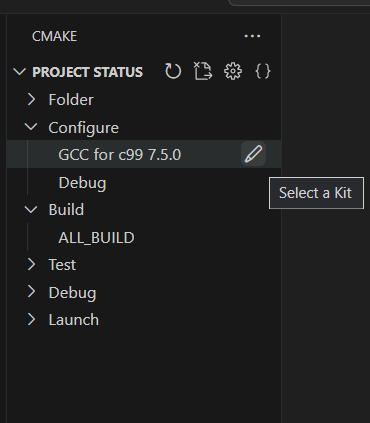 CMAKE
PROJECT STATUS
Folder
Configure
GCC for c99 7.5.0
Debug
Select a Kit
Build
ALL_BUILD
Test
Debug
Launch